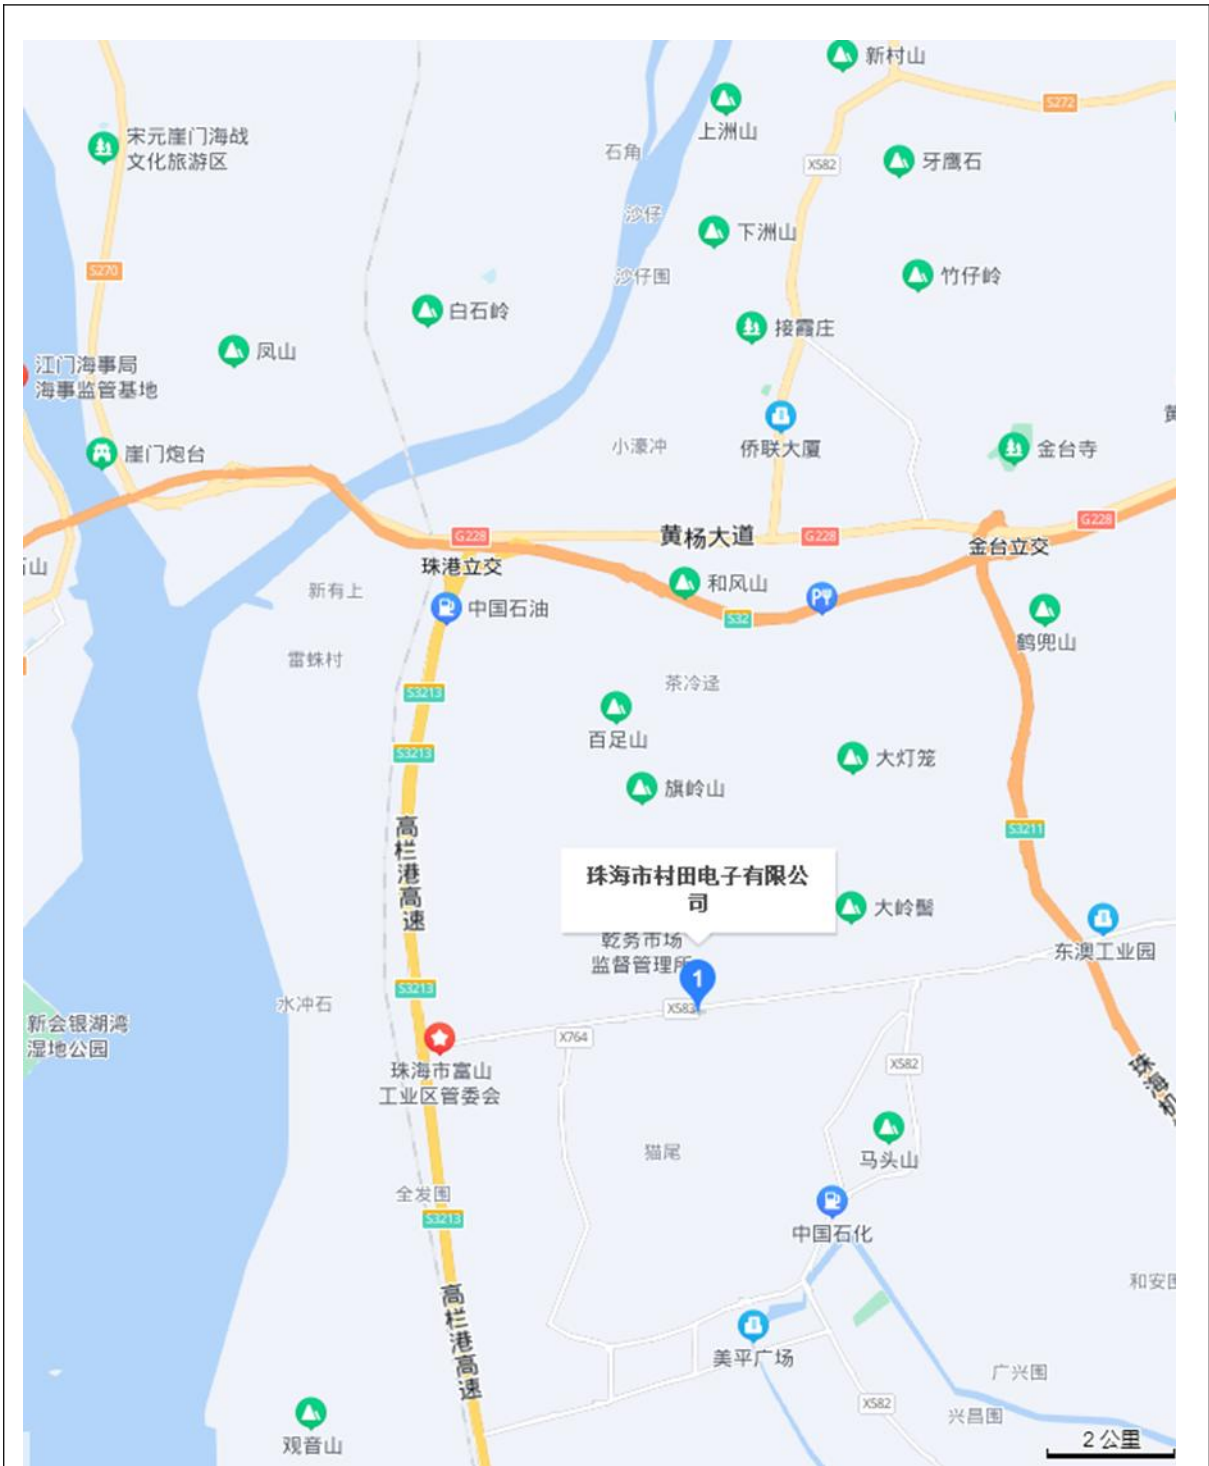 新村山
S272
上洲山
宋元崖门海战
文化旅游区
石角
X582
牙鹰石
沙仔
下洲山
S270
沙仔围
竹仔岭
白石岭
接霞庄
凤山
江门海事局
海事监管基地
侨联大厦
小濠冲
金台寺
崖门炮台
G228
G228
黄杨大道
G228
金台立交
珠港立交
山
新有上
和风山
中国石油
S32
鹤兜山
雷蛛村
茶冷迳
S3213
百足山
S3213
大灯笼
旗岭山
S3211
高栏港高速
珠海市村田电子有限公
司
大岭髻
乾务市场
监督管理所
东澳工业园
1
S3213
水冲石
X583
新会银湖湾
湿地公园
X764
珠海市富山
工业区管委会
X582
珠海机
马头山
猫尾
全发围
S3213
中国石化
和安围
高栏港高速
美平广场
广兴围
X582
兴昌围
观音山
2 公里